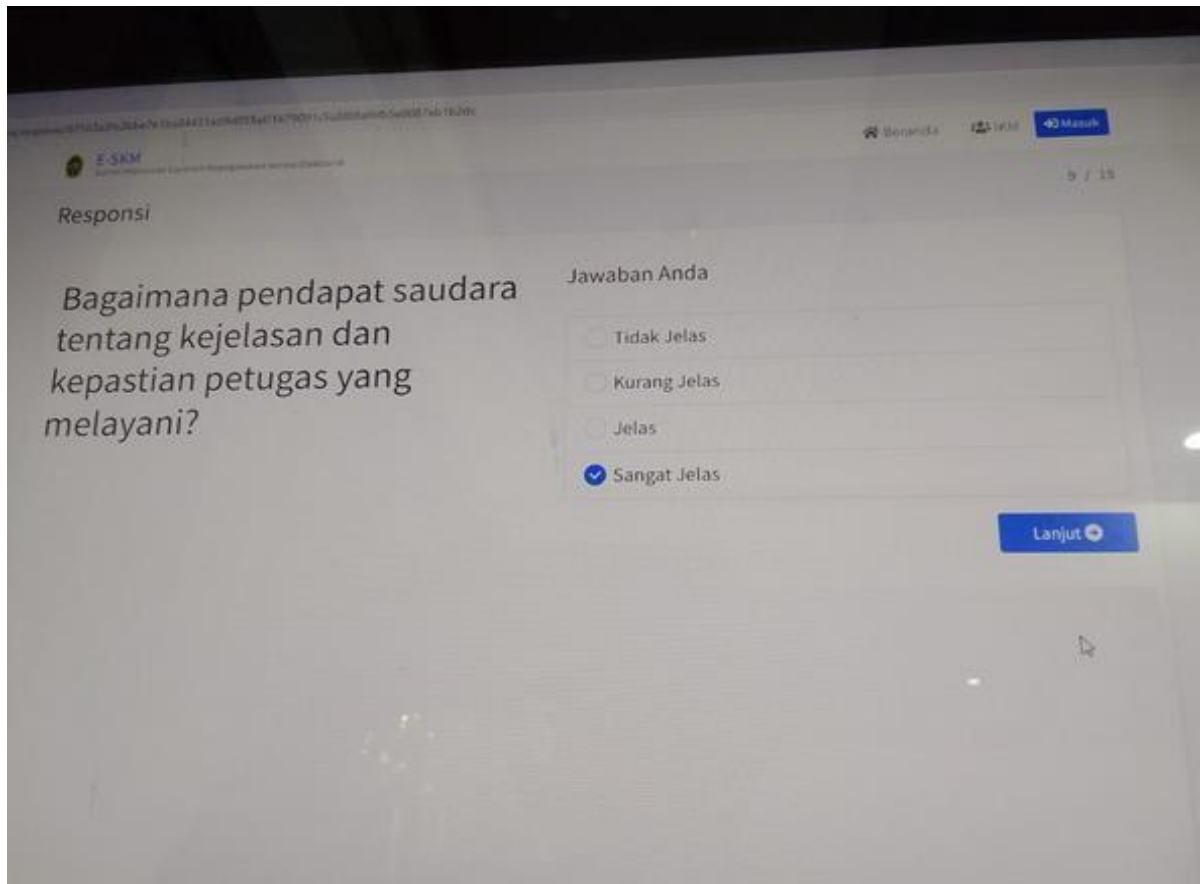 E-SKM
Beranda
IKM
Masuk
9 / 15
Responsi
Bagaimana pendapat saudara
tentang kejelasan dan
kepastian petugas yang
melayani?
Jawaban Anda
Tidak Jelas
Kurang Jelas
Jelas
Sangat Jelas
Lanjut